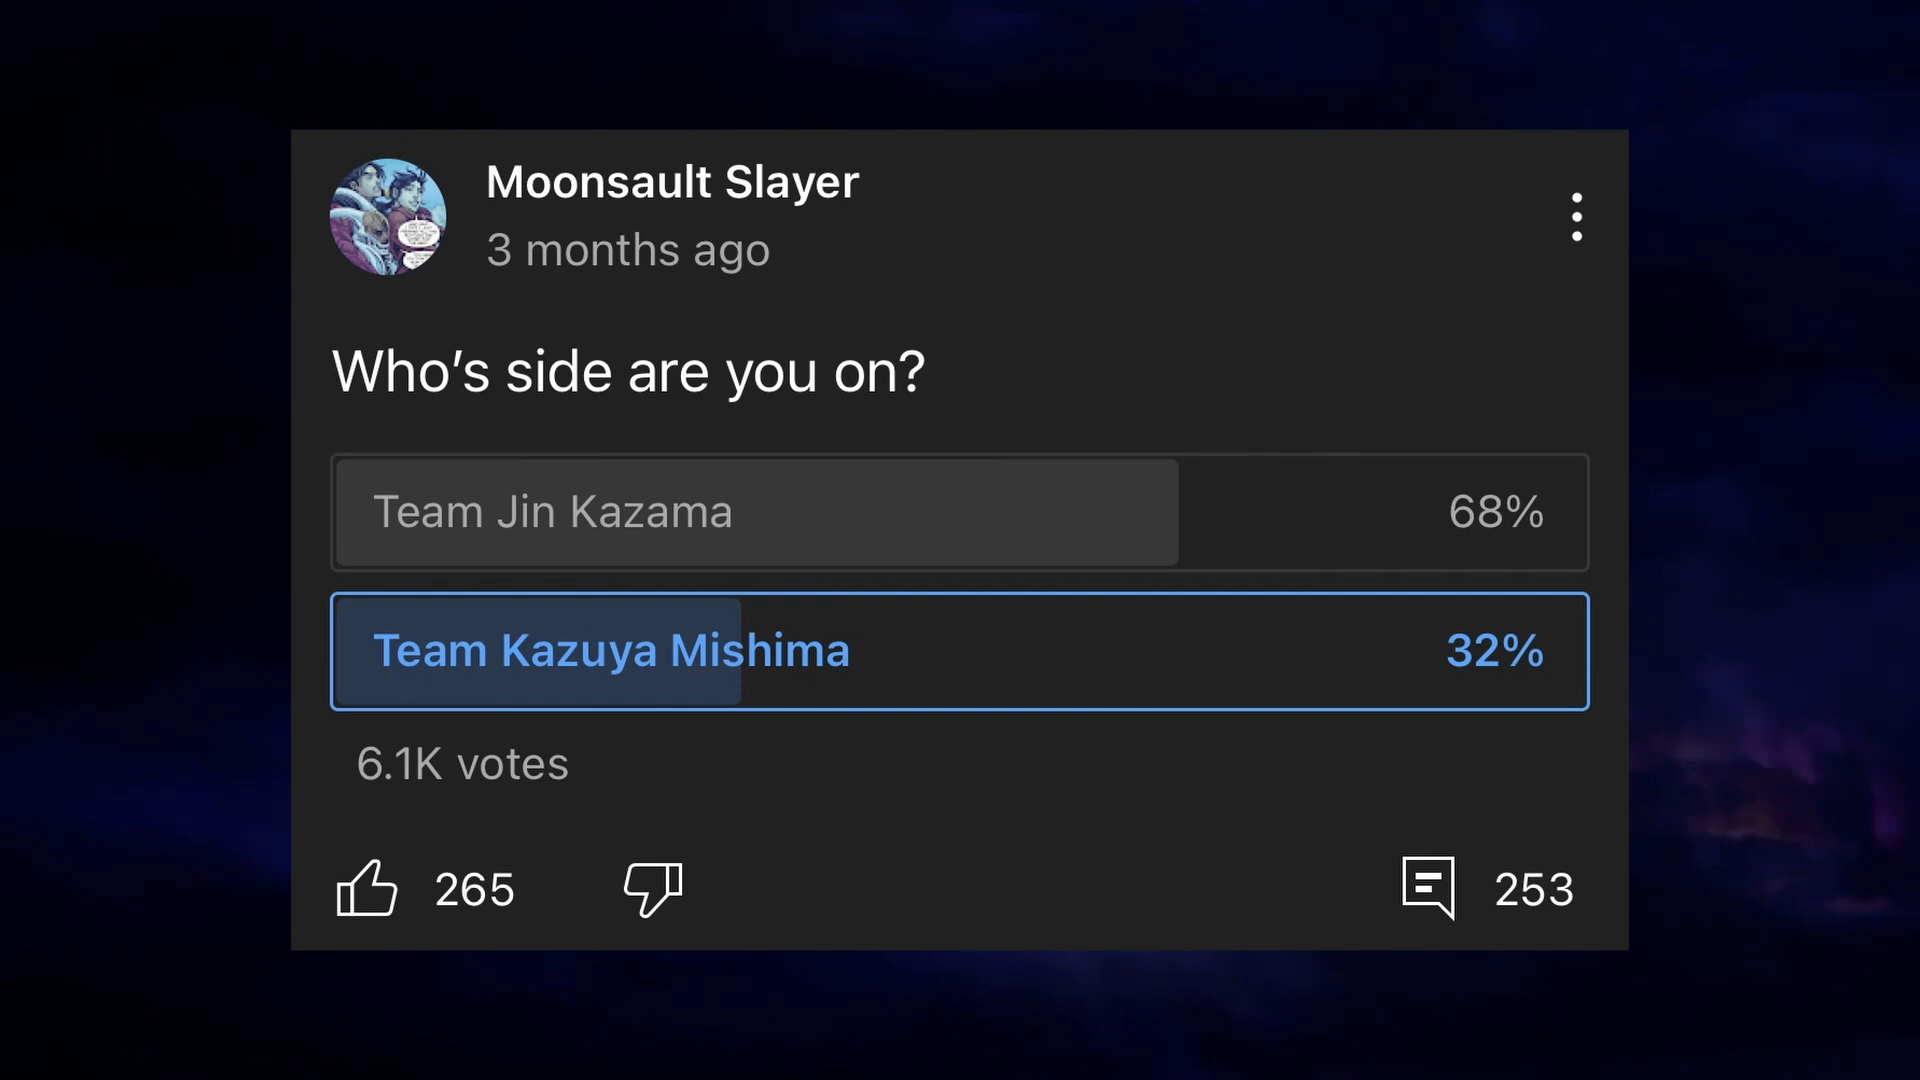 Moonsault Slayer
3 months ago
Who's side are you on?
Team Jin Kazama 68%
Team Kazuya Mishima 32%
6.1K votes
265 253